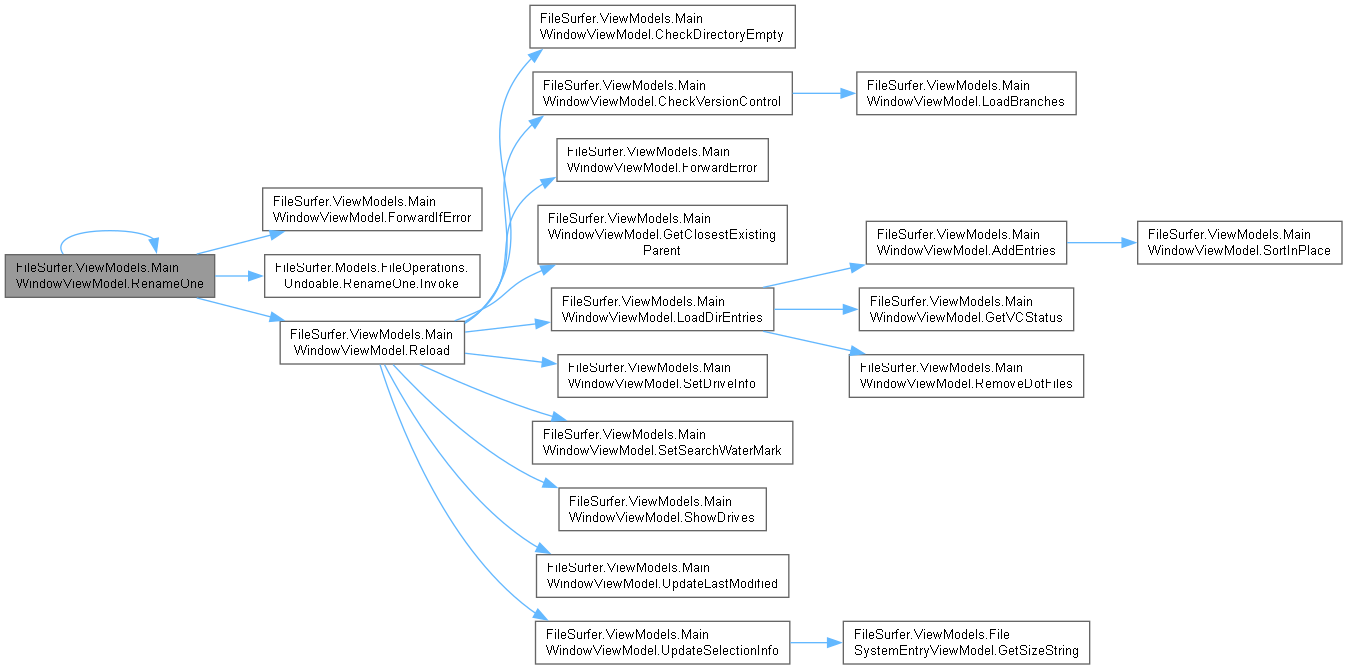 FileSurfer.ViewModels.Main
WindowViewModel.RenameOne
FileSurfer.ViewModels.Main
WindowViewModel.ForwardIfError
FileSurfer.Models.FileOperations.
Undoable.RenameOne.Invoke
FileSurfer.ViewModels.Main
WindowViewModel.Reload
FileSurfer.ViewModels.Main
WindowViewModel.CheckDirectoryEmpty
FileSurfer.ViewModels.Main
WindowViewModel.CheckVersionControl
FileSurfer.ViewModels.Main
WindowViewModel.LoadBranches
FileSurfer.ViewModels.Main
WindowViewModel.ForwardError
FileSurfer.ViewModels.Main
WindowViewModel.GetClosestExisting
Parent
FileSurfer.ViewModels.Main
WindowViewModel.LoadDirEntries
FileSurfer.ViewModels.Main
WindowViewModel.AddEntries
FileSurfer.ViewModels.Main
WindowViewModel.SortInPlace
FileSurfer.ViewModels.Main
WindowViewModel.GetVCStatus
FileSurfer.ViewModels.Main
WindowViewModel.RemoveDotFiles
FileSurfer.ViewModels.Main
WindowViewModel.SetDriveInfo
FileSurfer.ViewModels.Main
WindowViewModel.SetSearchWaterMark
FileSurfer.ViewModels.Main
WindowViewModel.ShowDrives
FileSurfer.ViewModels.Main
WindowViewModel.UpdateLastModified
FileSurfer.ViewModels.Main
WindowViewModel.UpdateSelectionInfo
FileSurfer.ViewModels.File
SystemEntryViewModel.GetSizeString